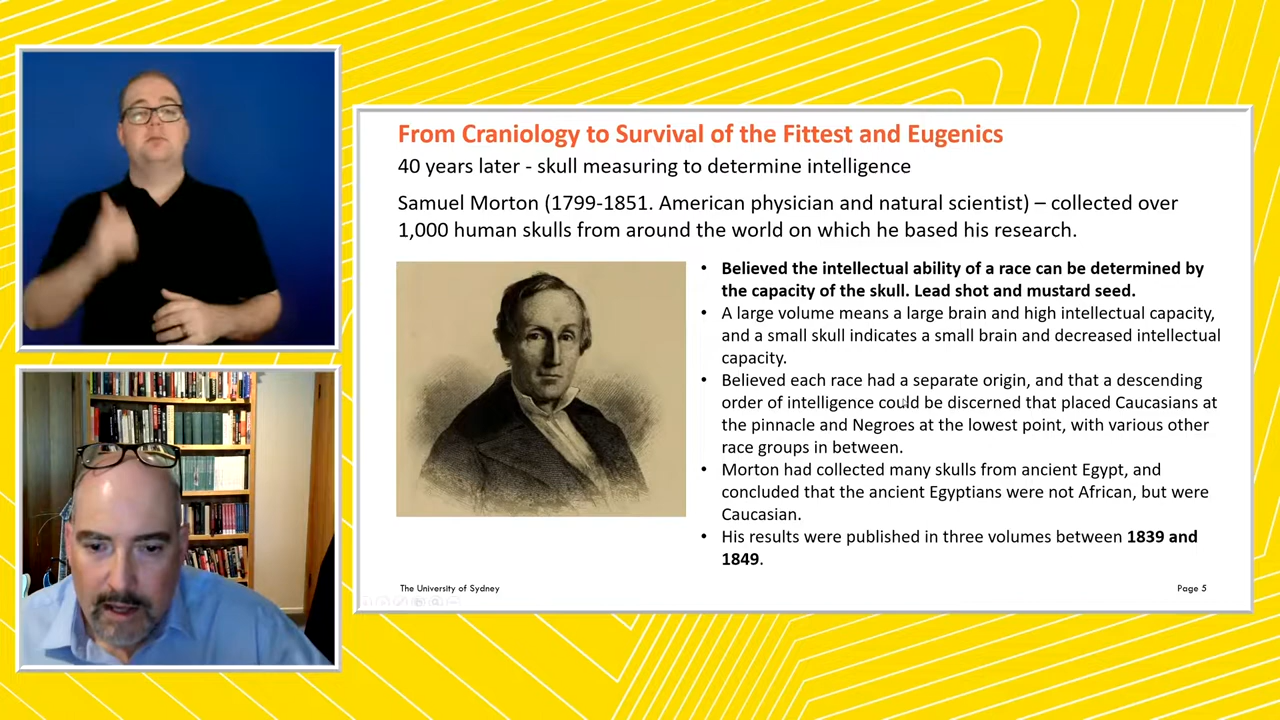 From Craniology to Survival of the Fittest and Eugenics
40 years later - skull measuring to determine intelligence
Samuel Morton (1799-1851. American physician and natural scientist) – collected over
1,000 human skulls from around the world on which he based his research.
• Believed the intellectual ability of a race can be determined by
the capacity of the skull. Lead shot and mustard seed.
• A large volume means a large brain and high intellectual capacity,
and a small skull indicates a small brain and decreased intellectual
capacity.
• Believed each race had a separate origin, and that a descending
order of intelligence could be discerned that placed Caucasians at
the pinnacle and Negroes at the lowest point, with various other
race groups in between.
• Morton had collected many skulls from ancient Egypt, and
concluded that the ancient Egyptians were not African, but were
Caucasian.
• His results were published in three volumes between 1839 and
1849.
The University of Sydney
Page 5